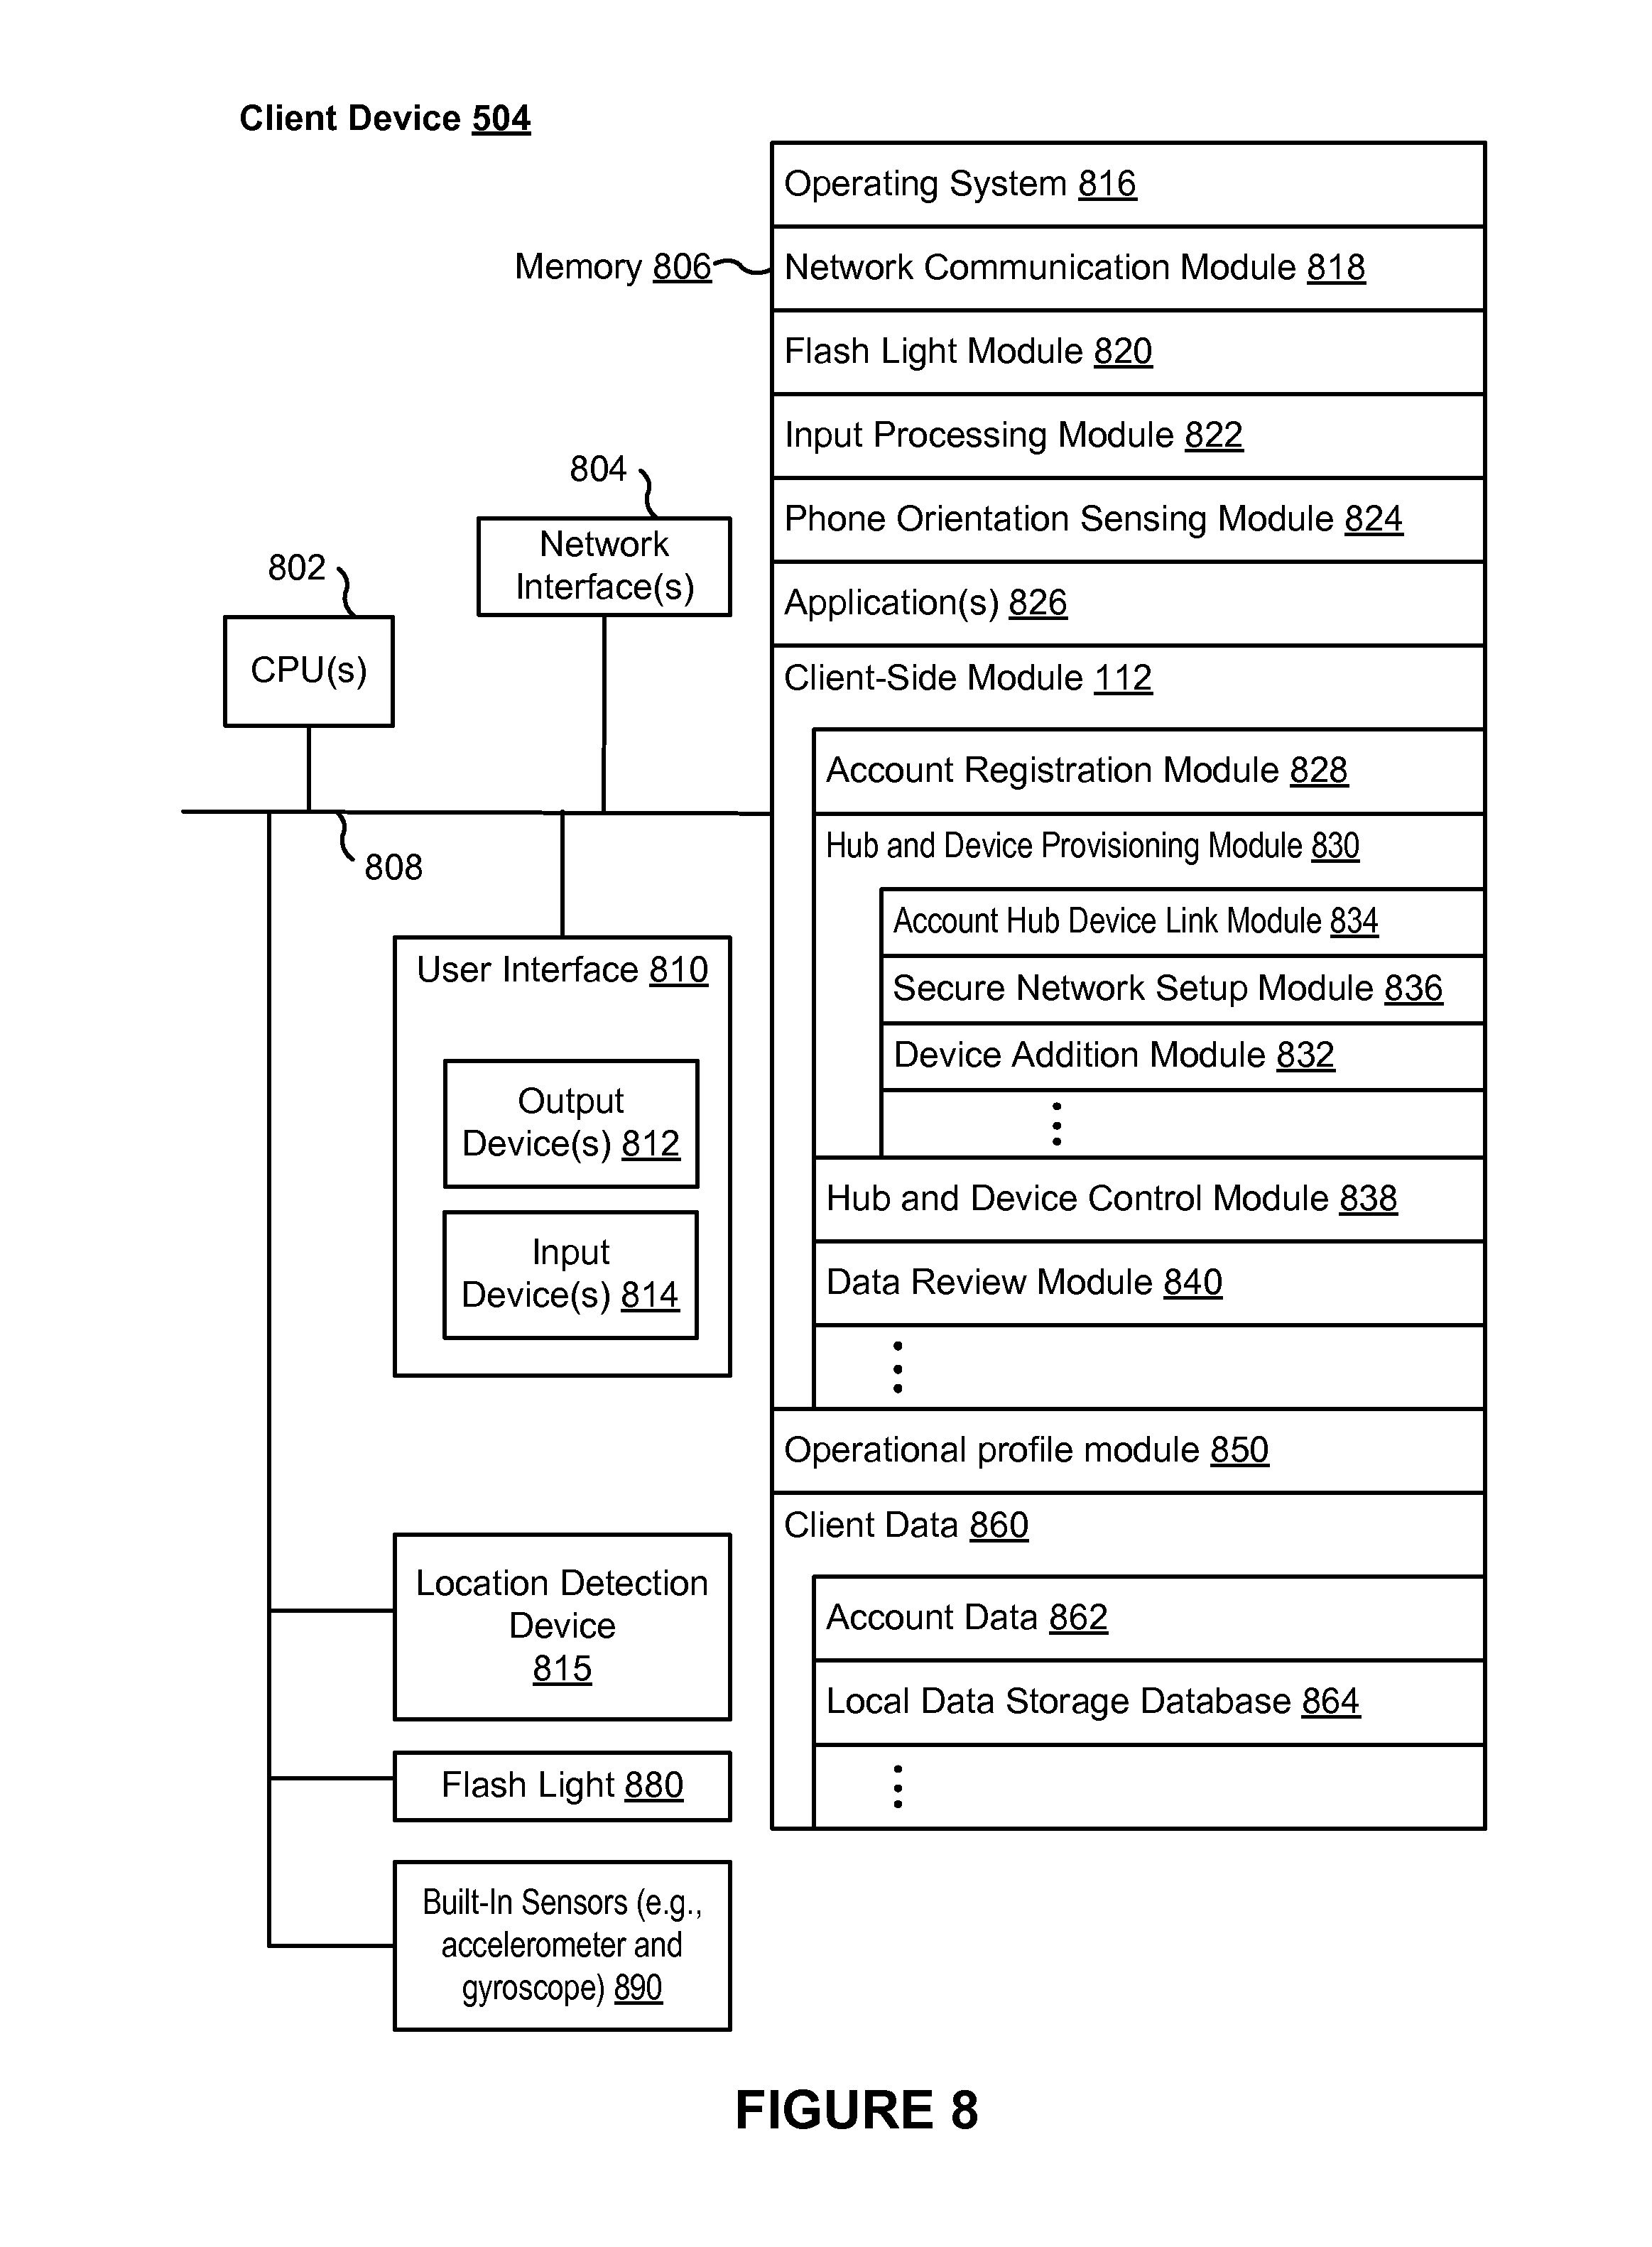 Client Device 504
Operating System 816
Memory 806
Network Communication Module 818
Flash Light Module 820
Input Processing Module 822
804
Phone Orientation Sensing Module 824
Network
Interface(s)
802
Application(s) 826
CPU(s)
Client-Side Module 112
Account Registration Module 828
Hub and Device Provisioning Module 830
808
Account Hub Device Link Module 834
Secure Network Setup Module 836
Device Addition Module 832
User Interface 810
Output
Device(s) 812
Input
Device(s) 814
Hub and Device Control Module 838
Data Review Module 840
Operational profile module 850
Client Data 860
Account Data 862
Local Data Storage Database 864
Location Detection
Device
815
Flash Light 880
Built-In Sensors (e.g.,
accelerometer and
gyroscope) 890
FIGURE 8